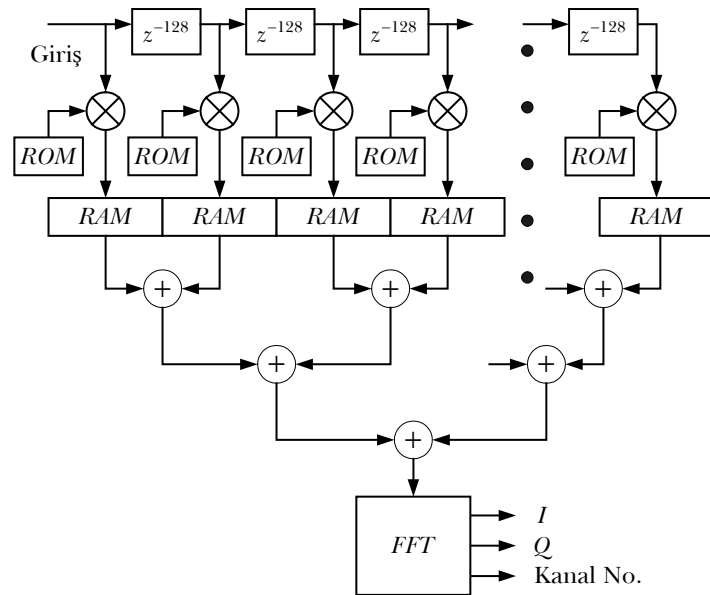 z⁻¹²⁸ z⁻¹²⁸ z⁻¹²⁸ z⁻¹²⁸
Giriş
ROM ROM ROM ROM ROM
RAM RAM RAM RAM RAM
+ + +
+ +
+
I
FFT Q
Kanal No.